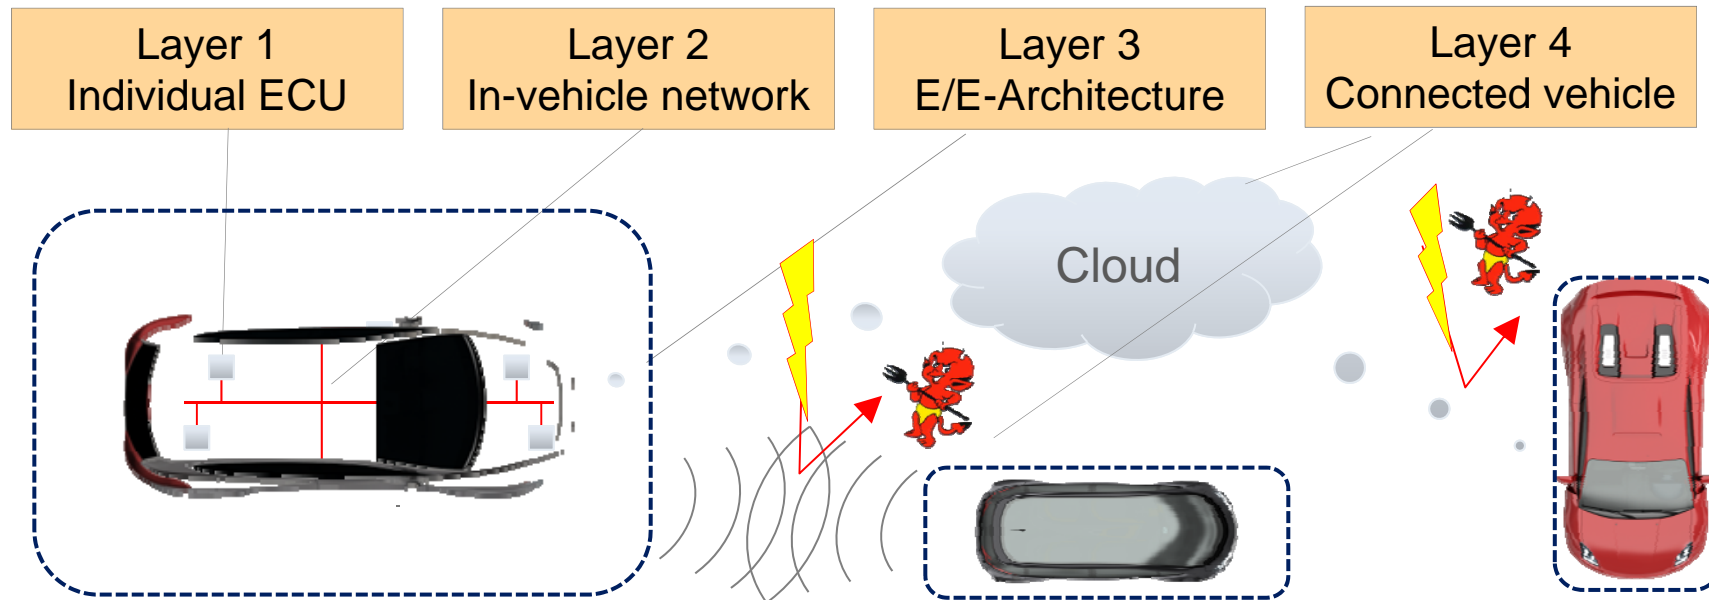 Layer 1
Individual ECU
Layer 2
In-vehicle network
Layer 3
E/E-Architecture
Layer 4
Connected vehicle
Cloud